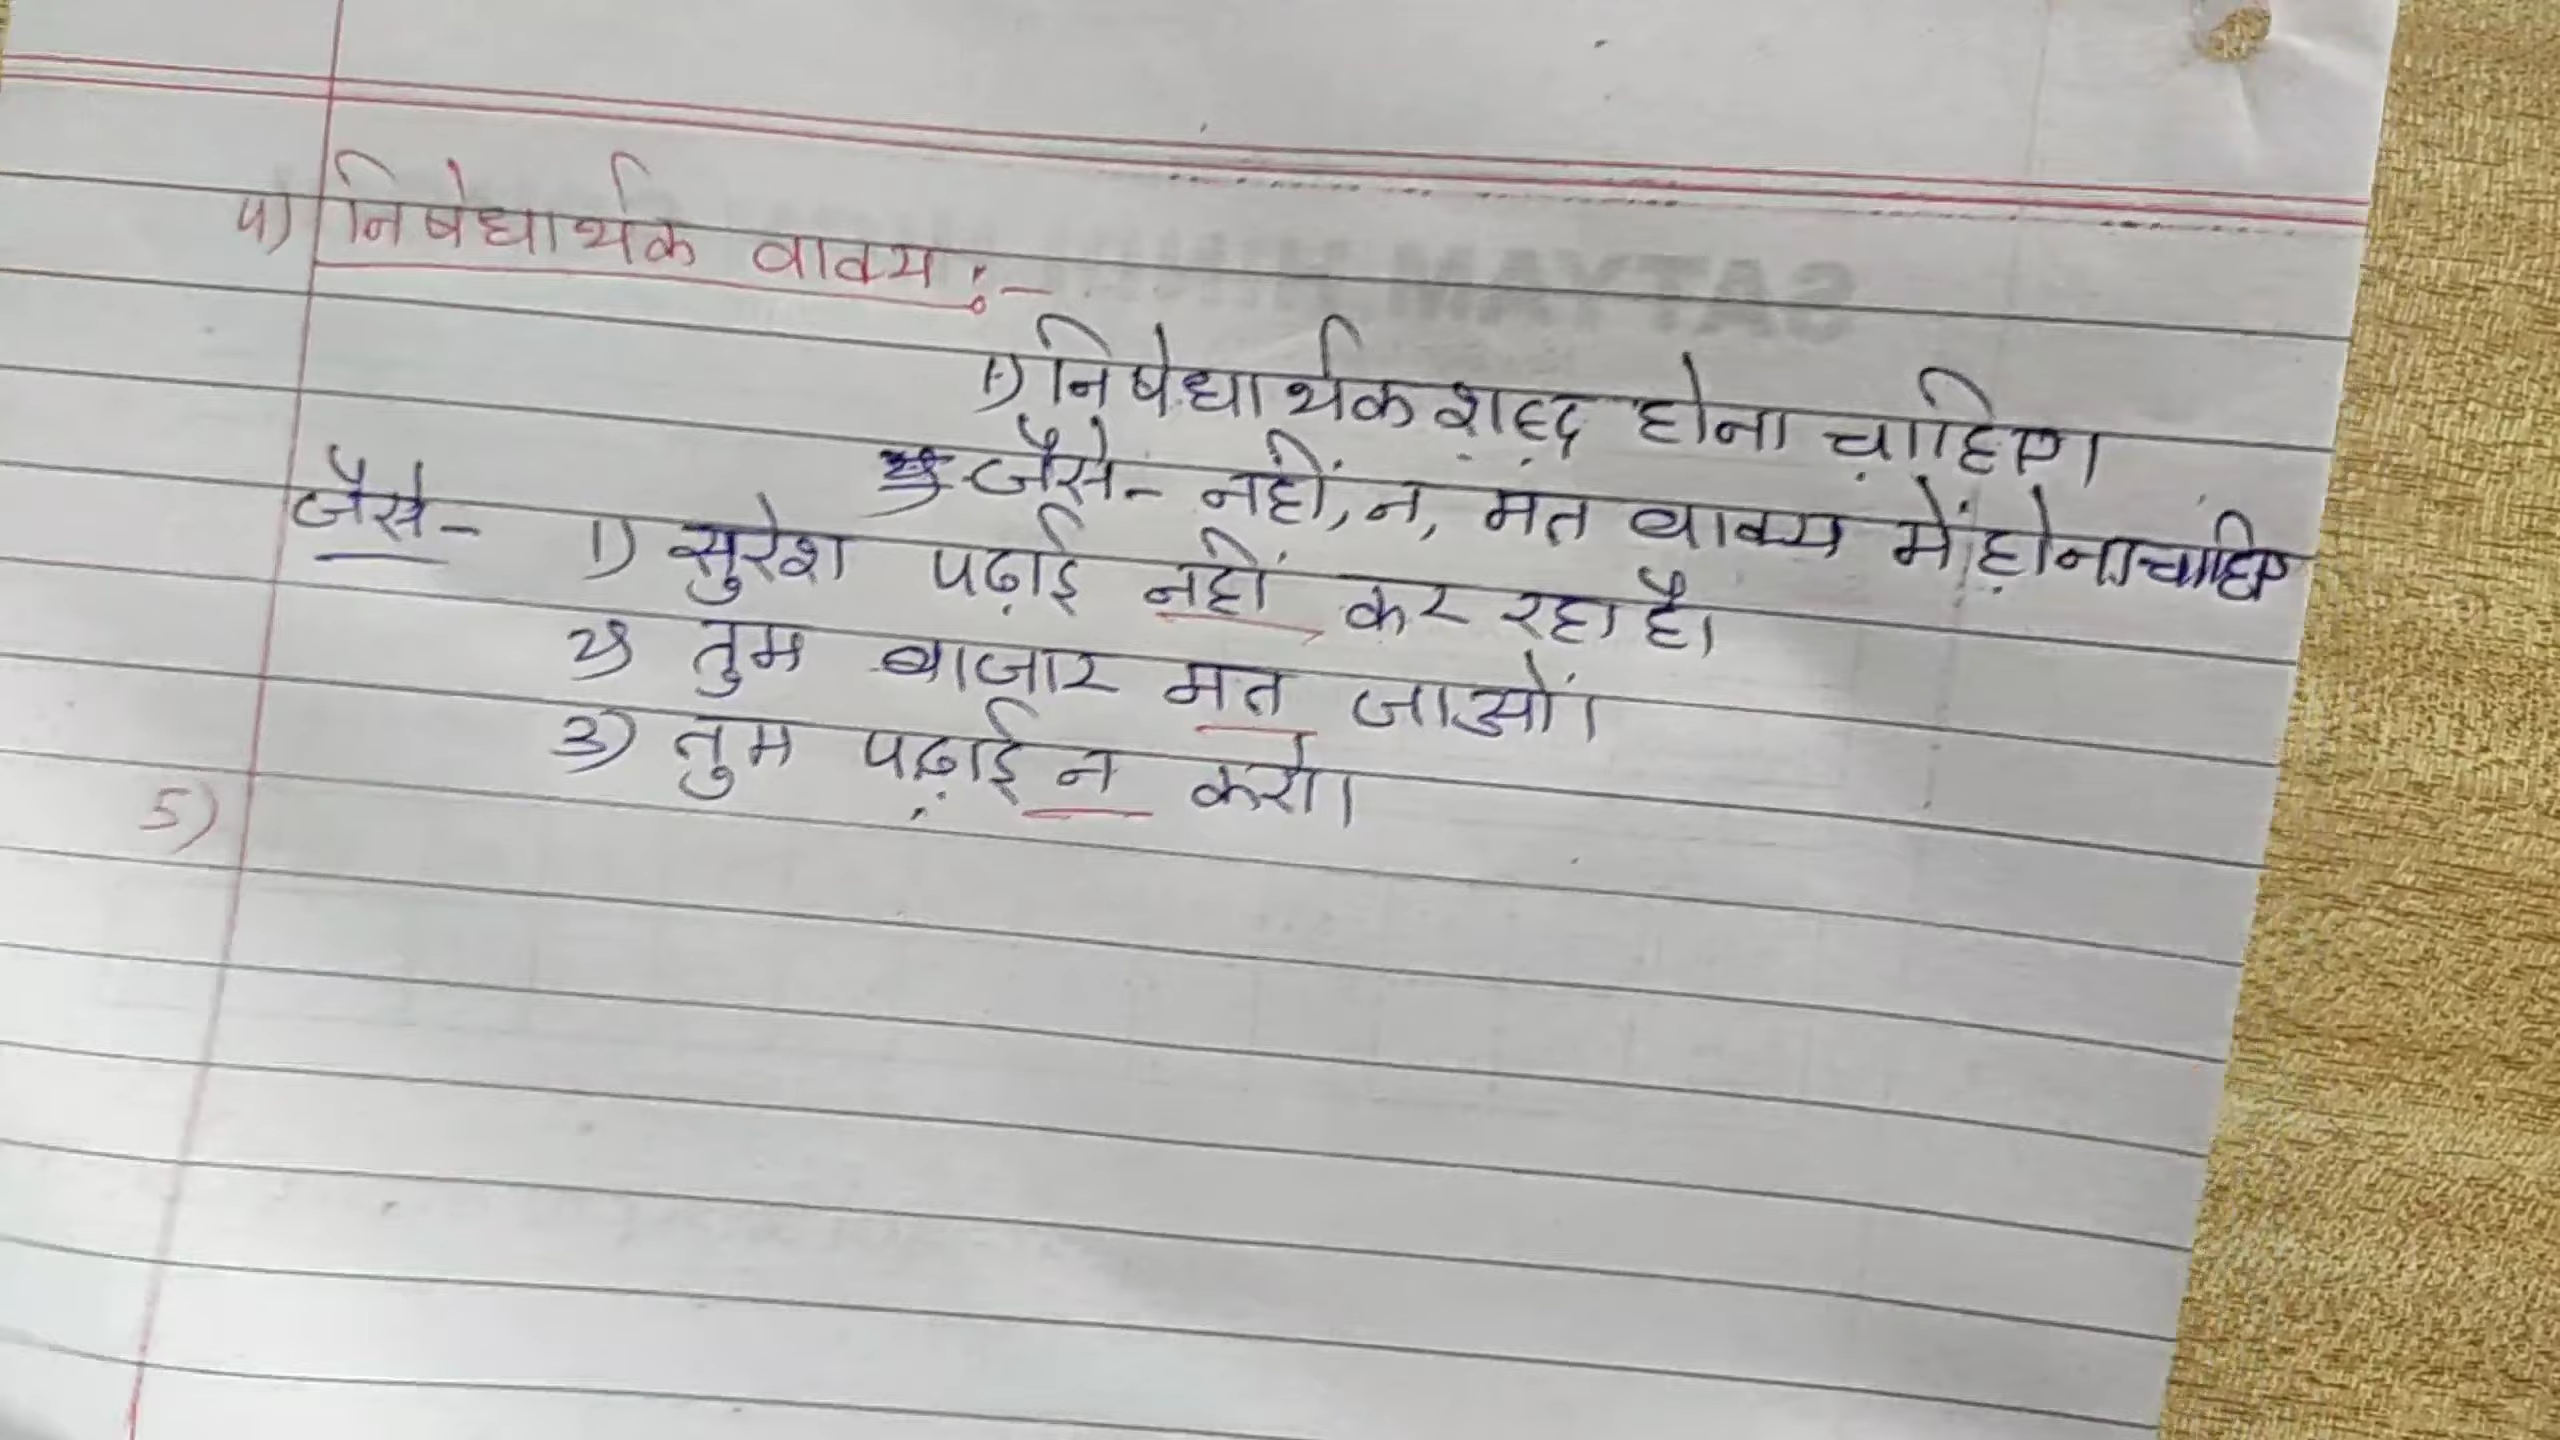 4) निषेधार्थक वाक्य :-
1) निषेधार्थक शब्द होना चाहिए।
जैसे- नहीं, न, मत वाक्य में होना चाहिए
जैसे- 1) सुरेश पढ़ाई नहीं कर रहा है।
2) तुम बाजार मत जाओं।
3) तुम पढ़ाई न करो।
5)